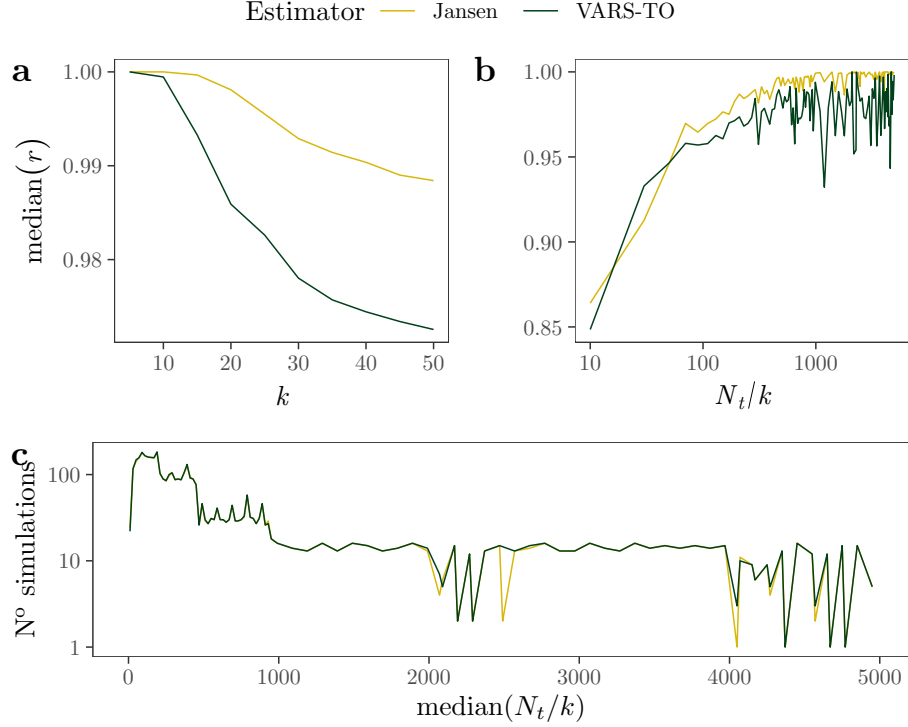 Estimator Jansen VARS-TO
a
b
1.00
0.99
0.98
median(r)
10 20 30 40 50
k
1.00
0.95
0.90
0.85
10 100 1000
N_t/k
c
100
10
1
Nº simulations
0 1000 2000 3000 4000 5000
median(N_t/k)